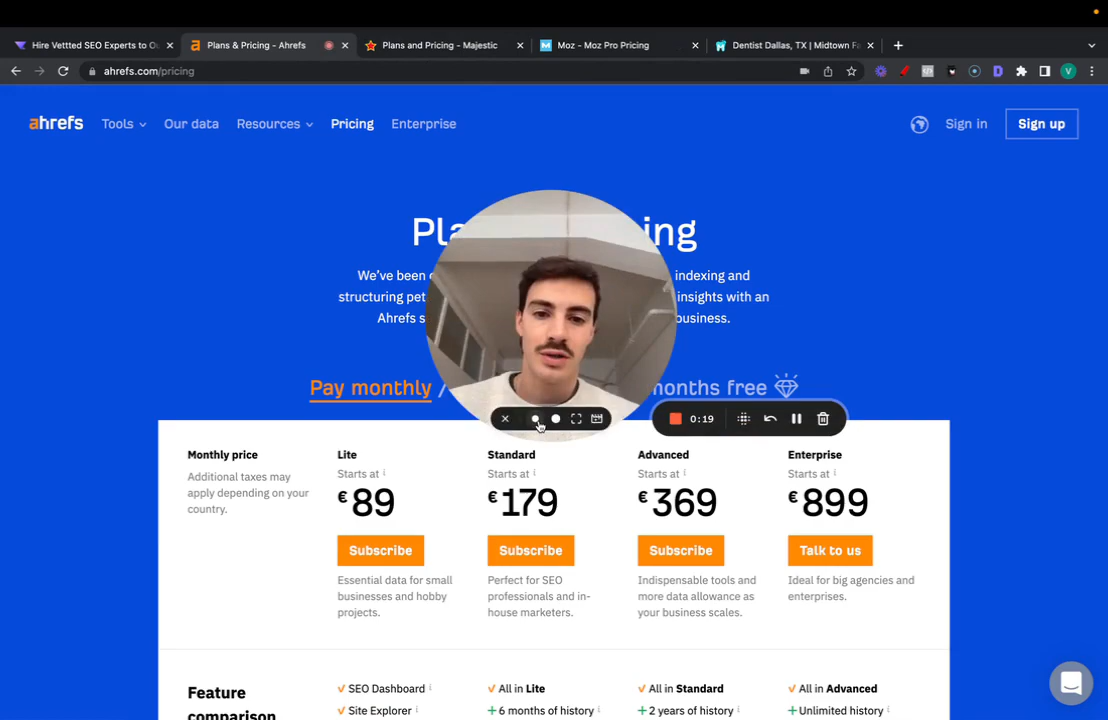 Hire Vettted SEO Experts to Ou
Plans & Pricing - Ahrefs
Plans and Pricing - Majestic
Moz - Moz Pro Pricing
Dentist Dallas, TX | Midtown Fa
ahrefs.com/pricing
V
ahrefs
Tools
Our data
Resources
Pricing
Enterprise
Sign in
Sign up
Pla ing
We've been indexing and
structuring pet insights with an
Ahrefs s business.
Pay monthly / months free
0:19
Monthly price
Additional taxes may
apply depending on your
country.
Lite
Starts at i
€89
Subscribe
Essential data for small
businesses and hobby
projects.
Standard
Starts at i
€179
Subscribe
Perfect for SEO
professionals and in-
house marketers.
Advanced
Starts at i
€369
Subscribe
Indispensable tools and
more data allowance as
your business scales.
Enterprise
Starts at i
€899
Talk to us
Ideal for big agencies and
enterprises.
Feature
comparison
SEO Dashboard i
Site Explorer i
All in Lite
+ 6 months of history i
All in Standard
+ 2 years of history i
All in Advanced
+ Unlimited history i